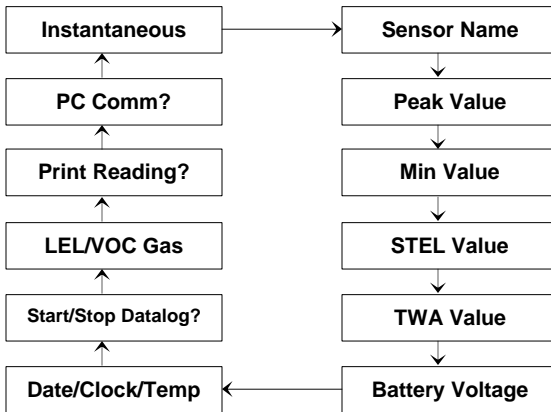 Instantaneous
Sensor Name
PC Comm?
Peak Value
Print Reading?
Min Value
LEL/VOC Gas
STEL Value
Start/Stop Datalog?
TWA Value
Date/Clock/Temp
Battery Voltage